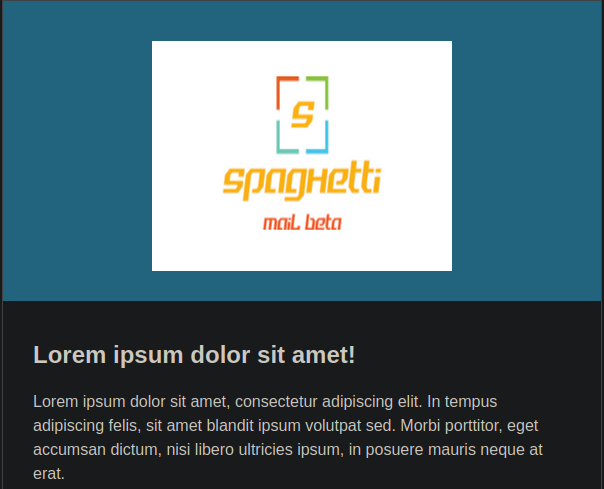 S
spaghetti
mail beta
Lorem ipsum dolor sit amet!
Lorem ipsum dolor sit amet, consectetur adipiscing elit. In tempus
adipiscing felis, sit amet blandit ipsum volutpat sed. Morbi porttitor, eget
accumsan dictum, nisi libero ultricies ipsum, in posuere mauris neque at
erat.